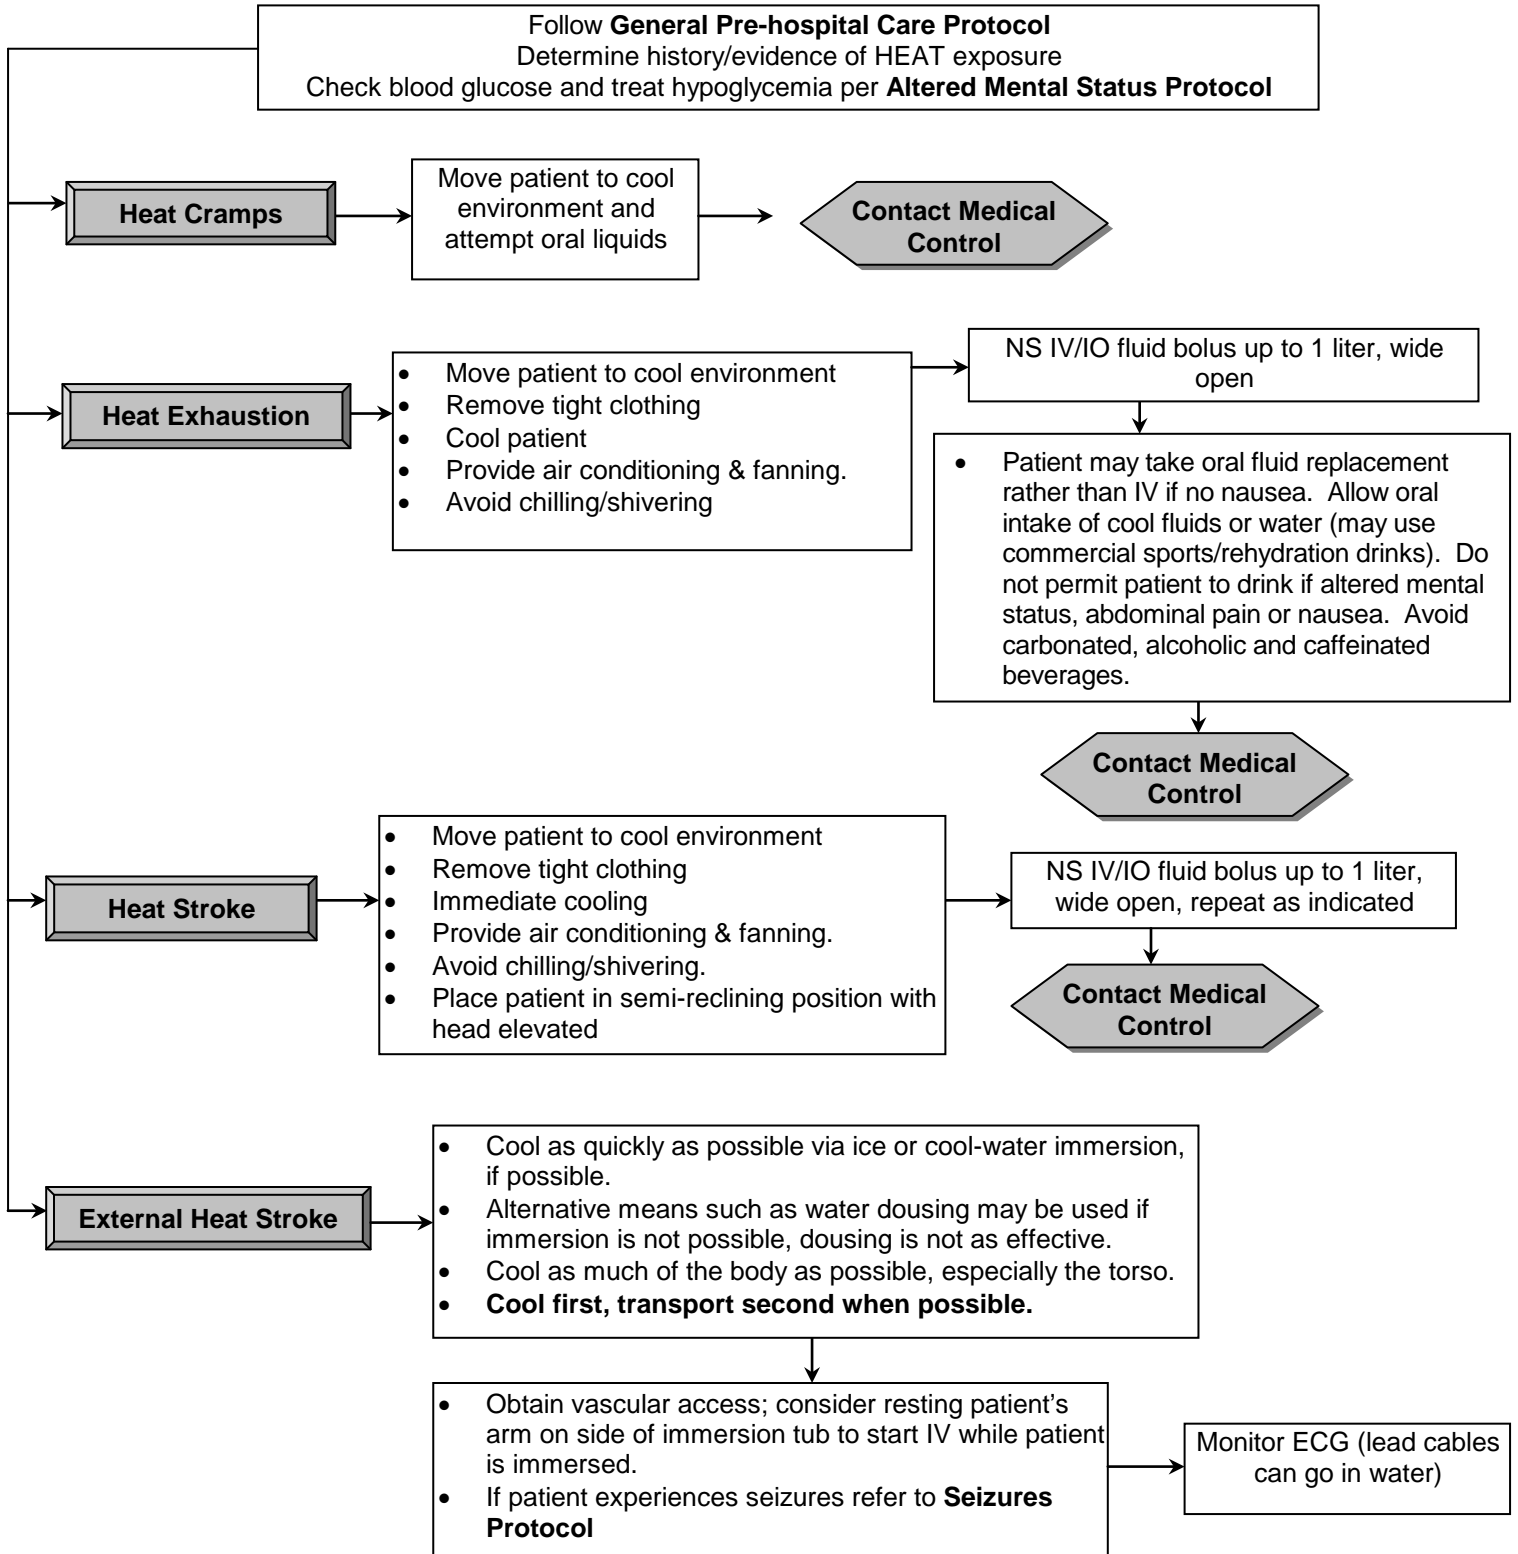 Follow General Pre-hospital Care Protocol
Determine history/evidence of HEAT exposure
Check blood glucose and treat hypoglycemia per Altered Mental Status Protocol
Heat Cramps
Move patient to cool
environment and
attempt oral liquids
Contact Medical
Control
Heat Exhaustion
• Move patient to cool environment
• Remove tight clothing
• Cool patient
• Provide air conditioning & fanning.
• Avoid chilling/shivering
NS IV/IO fluid bolus up to 1 liter, wide
open
• Patient may take oral fluid replacement
rather than IV if no nausea. Allow oral
intake of cool fluids or water (may use
commercial sports/rehydration drinks). Do
not permit patient to drink if altered mental
status, abdominal pain or nausea. Avoid
carbonated, alcoholic and caffeinated
beverages.
Contact Medical
Control
Heat Stroke
• Move patient to cool environment
• Remove tight clothing
• Immediate cooling
• Provide air conditioning & fanning.
• Avoid chilling/shivering.
• Place patient in semi-reclining position with
head elevated
NS IV/IO fluid bolus up to 1 liter,
wide open, repeat as indicated
Contact Medical
Control
External Heat Stroke
• Cool as quickly as possible via ice or cool-water immersion,
if possible.
• Alternative means such as water dousing may be used if
immersion is not possible, dousing is not as effective.
• Cool as much of the body as possible, especially the torso.
• Cool first, transport second when possible.
• Obtain vascular access; consider resting patient’s
arm on side of immersion tub to start IV while patient
is immersed.
• If patient experiences seizures refer to Seizures
Protocol
Monitor ECG (lead cables
can go in water)